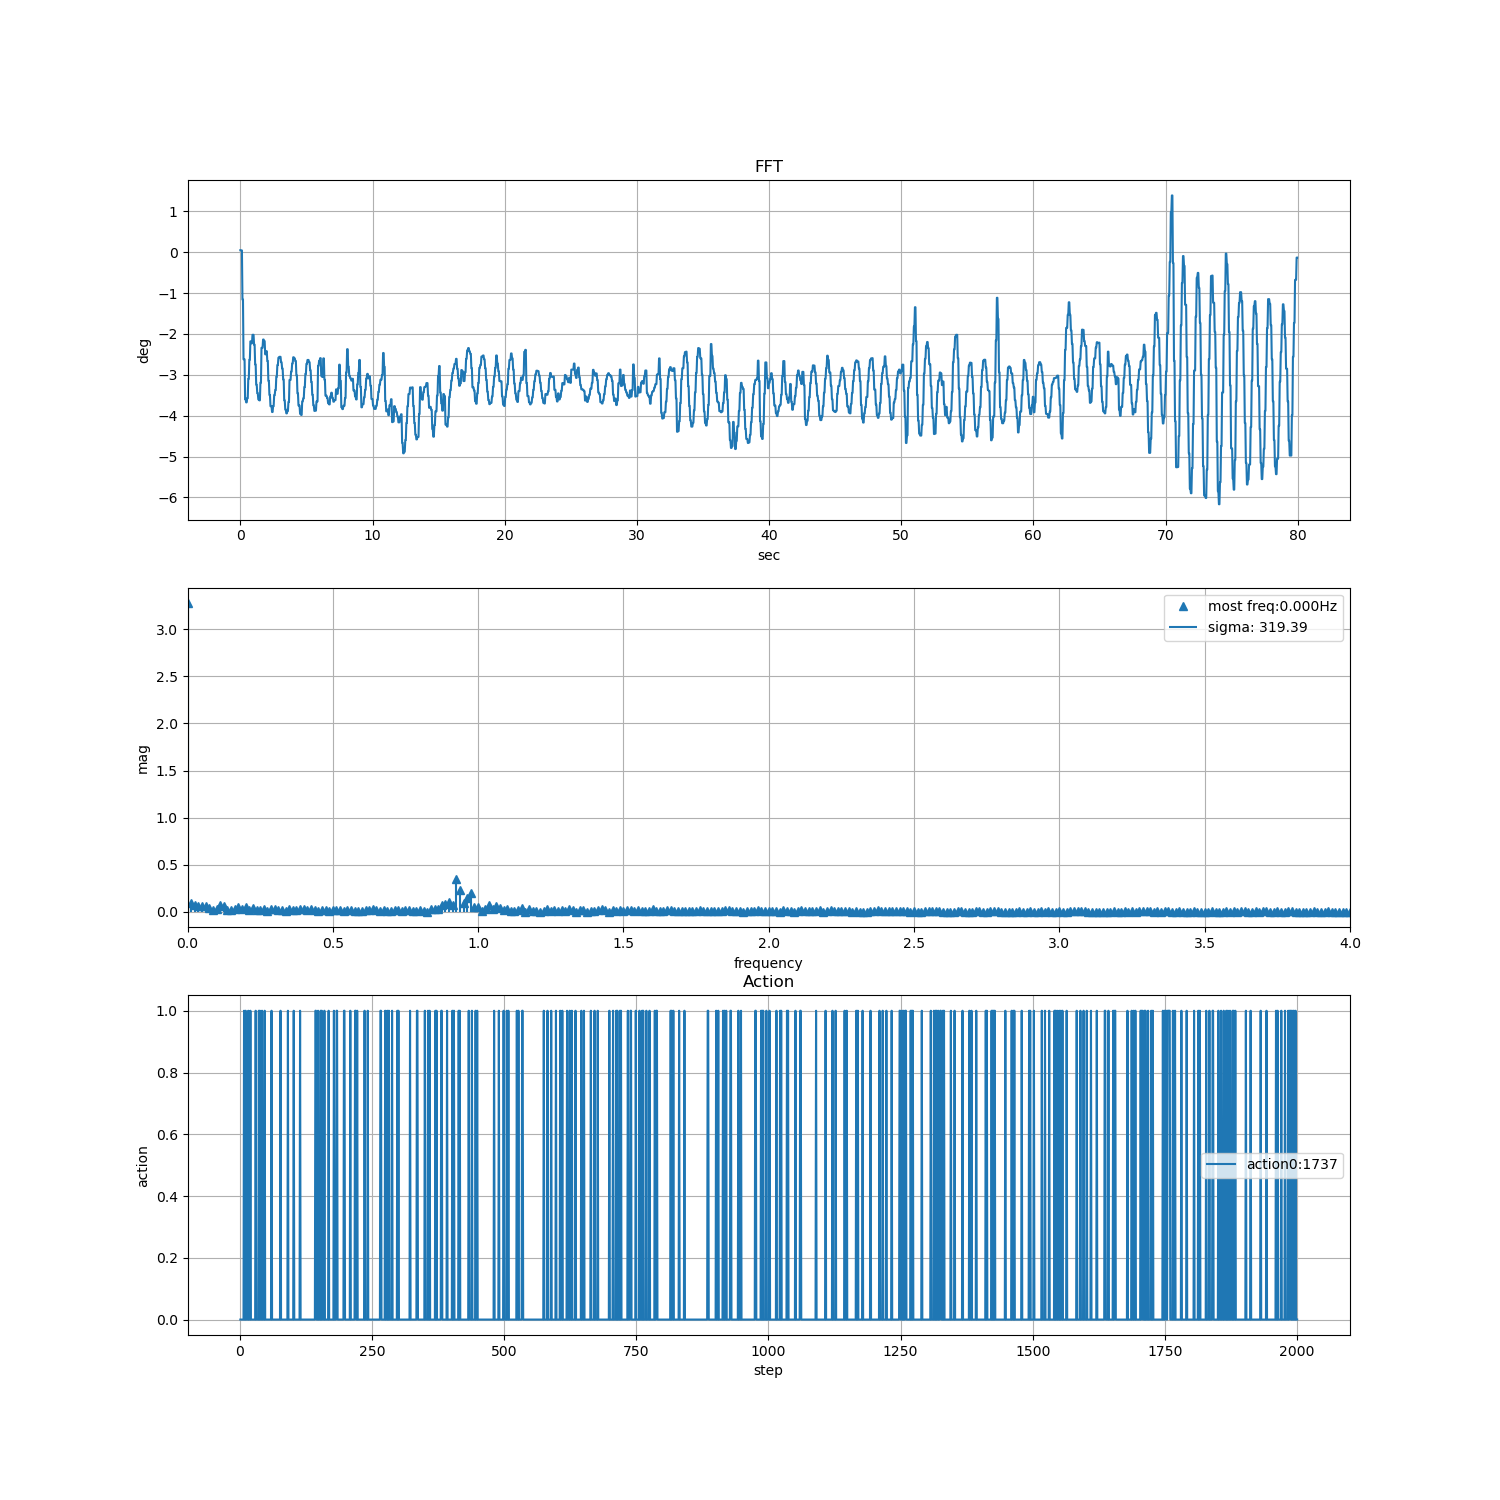 FFT
1
0
−1
−2
−3
−4
−5
−6
deg
0 10 20 30 40 50 60 70 80
sec
3.0
2.5
2.0
1.5
1.0
0.5
0.0
mag
most freq:0.000Hz
sigma: 319.39
0.0 0.5 1.0 1.5 2.0 2.5 3.0 3.5 4.0
frequency
Action
1.0
0.8
0.6
0.4
0.2
0.0
action
action0:1737
0 250 500 750 1000 1250 1500 1750 2000
step